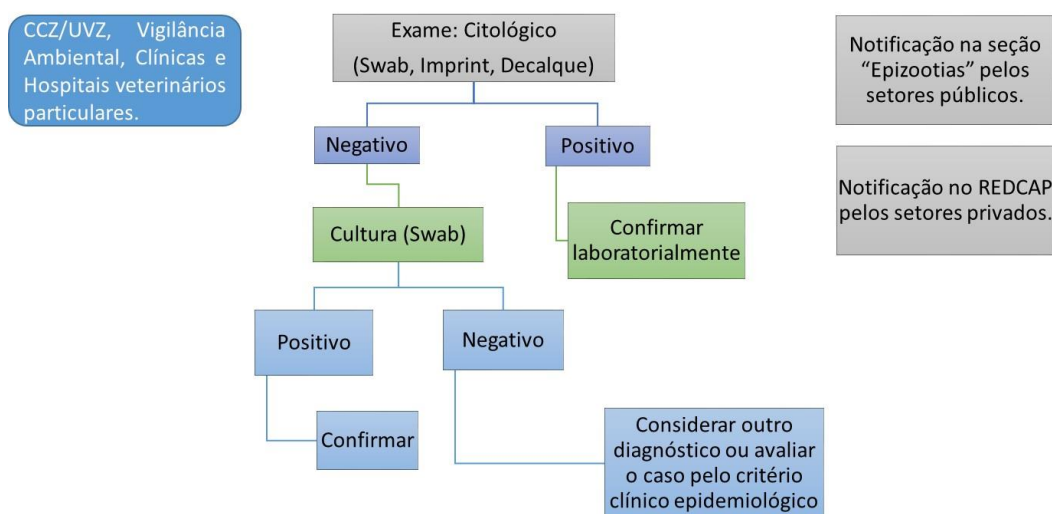 CCZ/UVZ, Vigilância
Ambiental, Clínicas e
Hospitais veterinários
particulares.
Exame: Citológico
(Swab, Imprint, Decalque)
Notificação na seção
“Epizootias” pelos
setores públicos.
Negativo
Positivo
Notificação no REDCAP
pelos setores privados.
Cultura (Swab)
Confirmar
laboratorialmente
Positivo
Negativo
Confirmar
Considerar outro
diagnóstico ou avaliar
o caso pelo critério
clínico epidemiológico